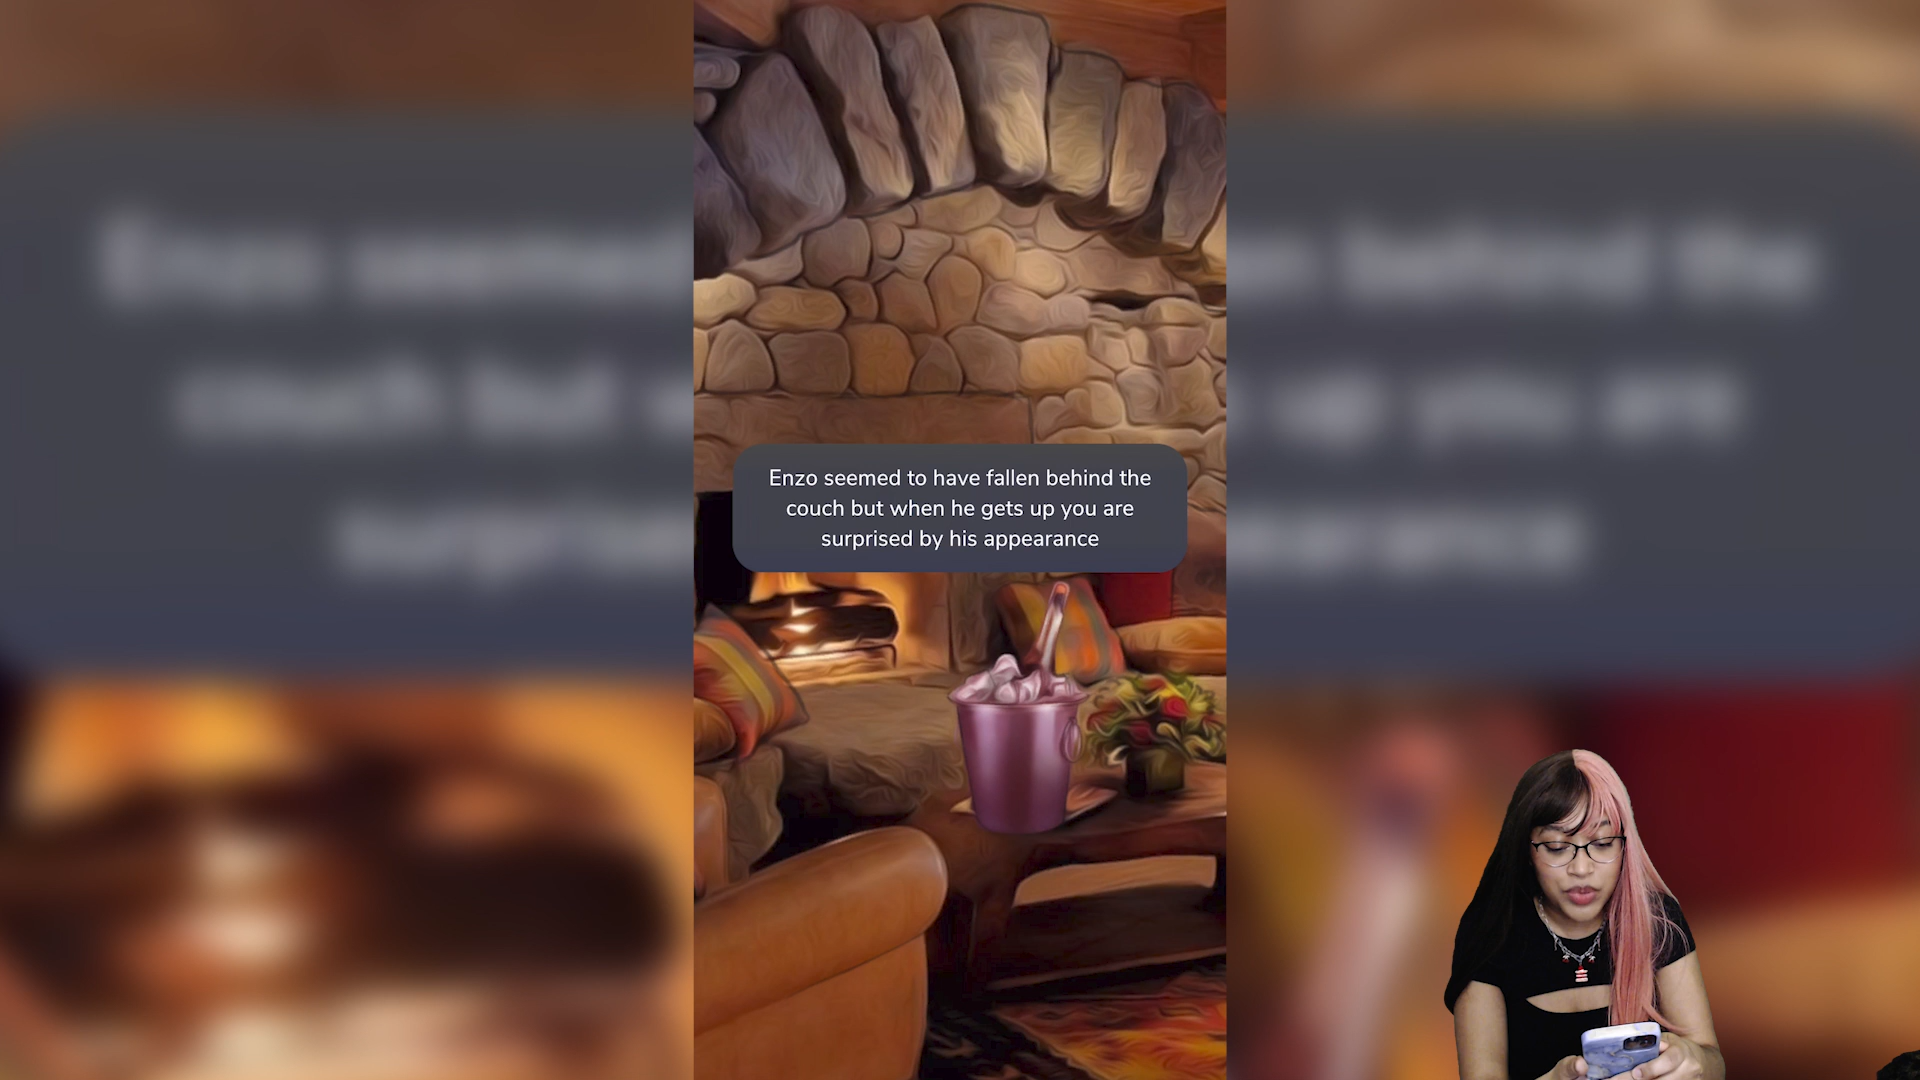 Enzo seemed to have fallen behind the
couch but when he gets up you are
surprised by his appearance